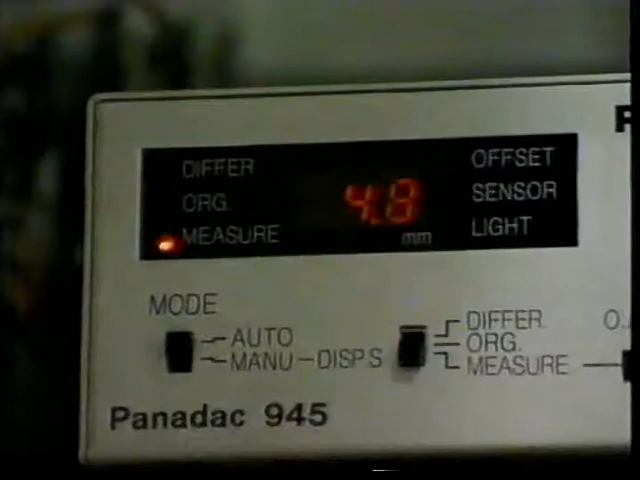 DIFFER
ORG.
MEASURE
4.8
mm
OFFSET
SENSOR
LIGHT
MODE
AUTO
MANU - DISP.S
DIFFER.
ORG.
MEASURE
Panadac 945